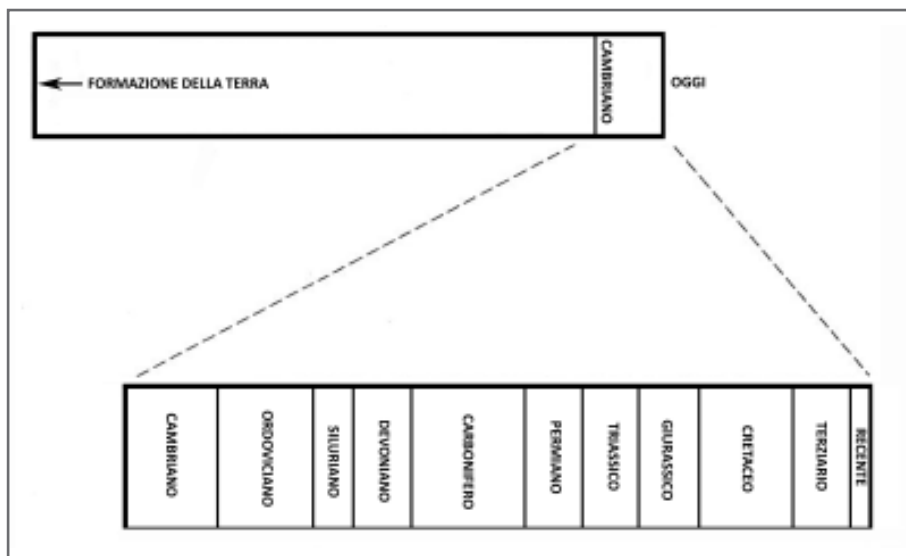 FORMAZIONE DELLA TERRA
CAMBRIANO
OGGI
CAMBRIANO
ORDOVICIANO
SILURIANO
DEVONIANO
CARBONIFERO
PERMIANO
TRIASSICO
GIURASSICO
CRETACEO
TERZIARIO
RECENTE